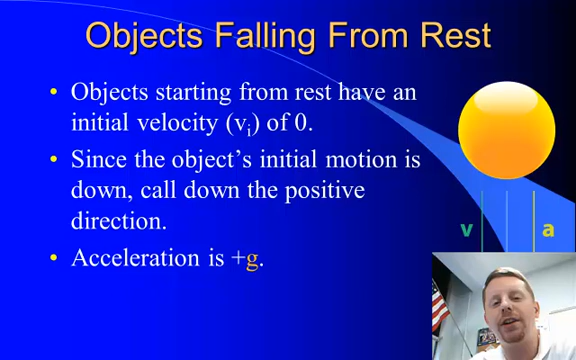 Objects Falling From Rest
• Objects starting from rest have an
initial velocity (vi) of 0.
• Since the object's initial motion is
down, call down the positive
direction.
• Acceleration is +g.
v
a